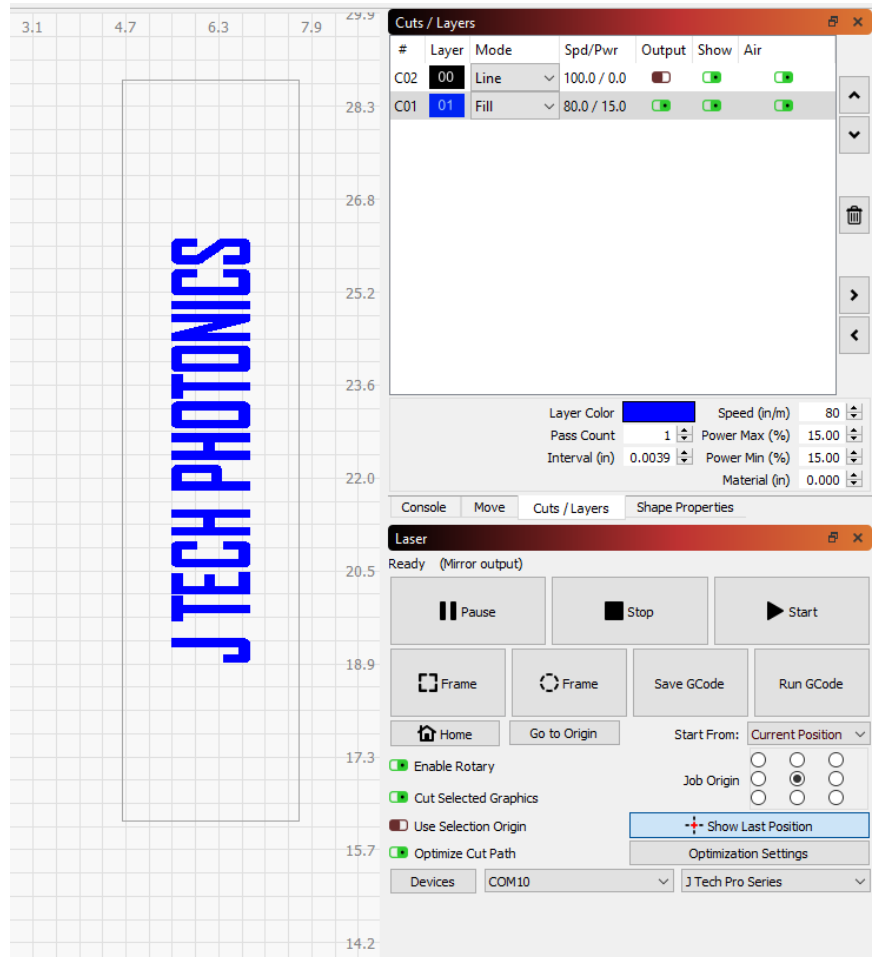 3.1 4.7 6.3 7.9
29.9
28.3
26.8
25.2
23.6
22.0
20.5
18.9
17.3
15.7
14.2
J TECH PHOTONICS
Cuts / Layers
# Layer Mode Spd/Pwr Output Show Air
C02 00 Line 100.0 / 0.0
C01 01 Fill 80.0 / 15.0
Layer Color Speed (in/m) 80
Pass Count 1 Power Max (%) 15.00
Interval (in) 0.0039 Power Min (%) 15.00
Material (in) 0.000
Console Move Cuts / Layers Shape Properties
Laser
Ready (Mirror output)
Pause Stop Start
Frame Frame Save GCode Run GCode
Home Go to Origin Start From: Current Position
Enable Rotary
Job Origin
Cut Selected Graphics
Use Selection Origin Show Last Position
Optimize Cut Path Optimization Settings
Devices COM10 J Tech Pro Series